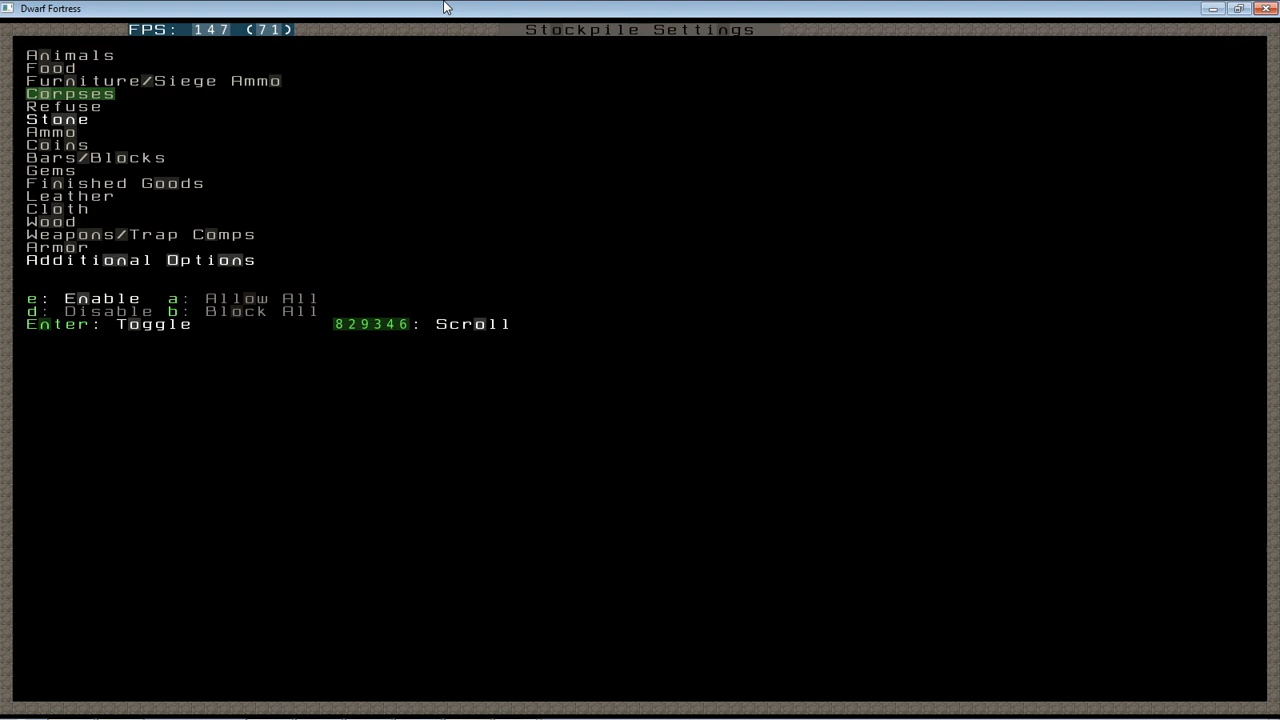 Dwarf Fortress
FPS: 147 (71)
Stockpile Settings
Animals
Food
Furniture/Siege Ammo
Corpses
Refuse
Stone
Ammo
Coins
Bars/Blocks
Gems
Finished Goods
Leather
Cloth
Wood
Weapons/Trap Comps
Armor
Additional Options
e: Enable a: Allow All
d: Disable b: Block All
Enter: Toggle 829346: Scroll